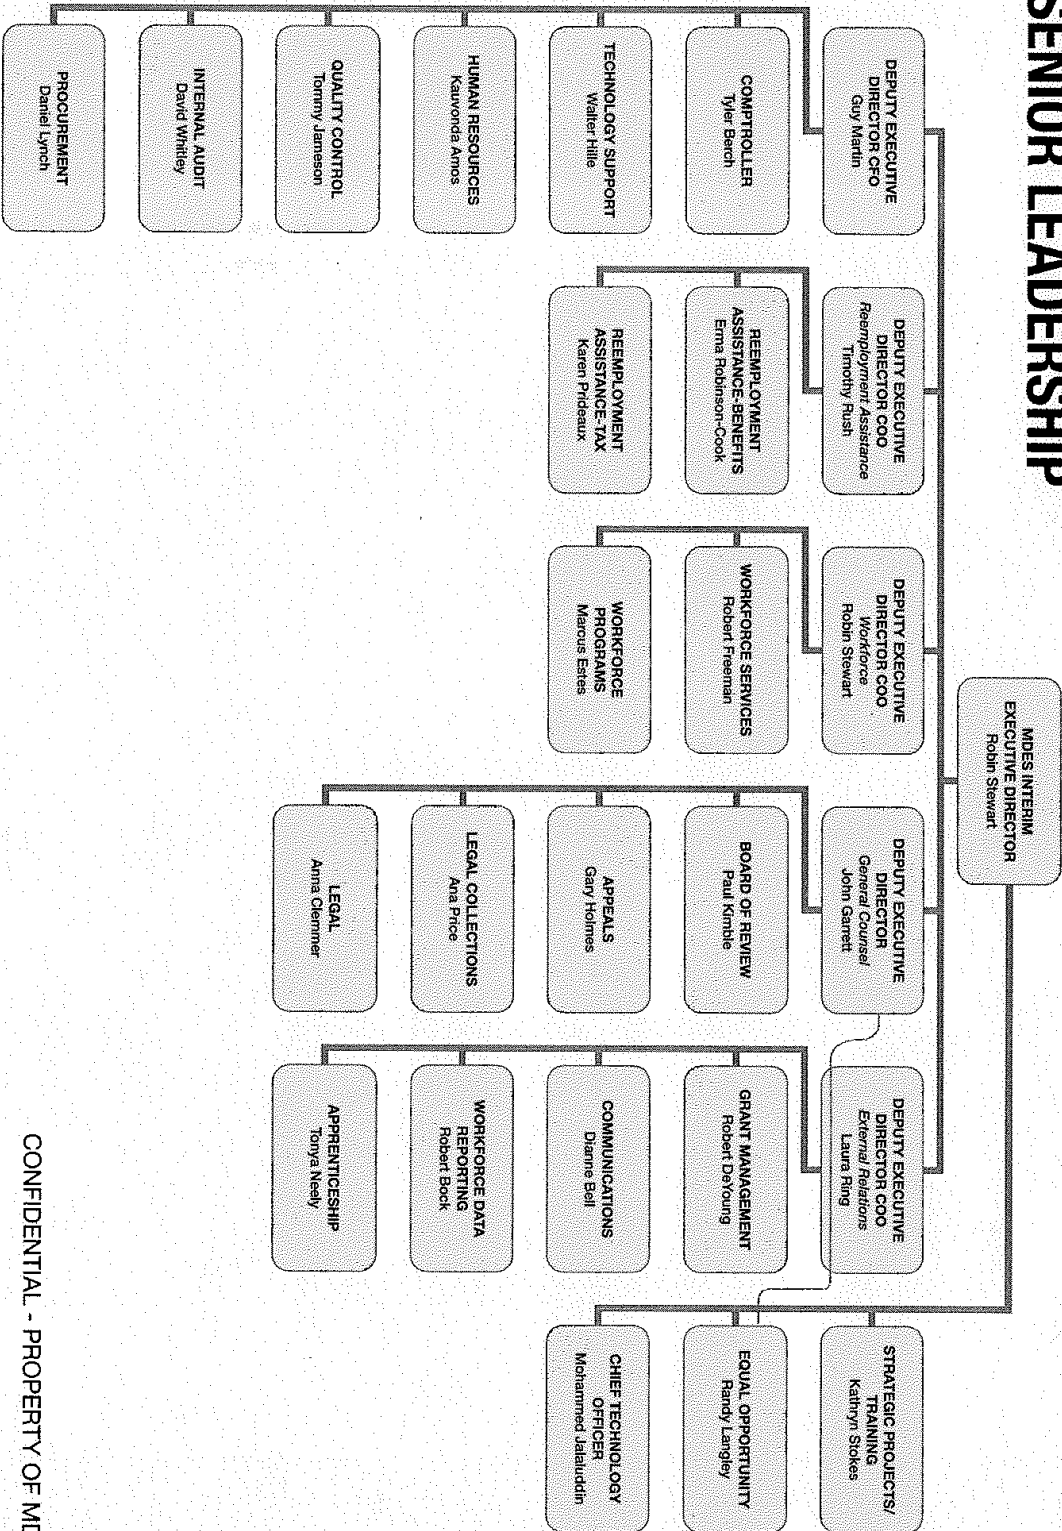 SENIOR LEADERSHIP
MDES INTERIM
EXECUTIVE DIRECTOR
Robin Stewart
DEPUTY EXECUTIVE
DIRECTOR CFO
Guy Martin
COMPTROLLER
Tyler Berch
TECHNOLOGY SUPPORT
Walter Hille
HUMAN RESOURCES
Kauvonda Amos
QUALITY CONTROL
Tommy Jameson
INTERNAL AUDIT
David Whitley
PROCUREMENT
Daniel Lynch
DEPUTY EXECUTIVE
DIRECTOR COO
Reemployment Assistance
Timothy Rush
REEMPLOYMENT
ASSISTANCE-BENEFITS
Erma Robinson-Cook
REEMPLOYMENT
ASSISTANCE-TAX
Karen Prideaux
DEPUTY EXECUTIVE
DIRECTOR COO
Workforce
Robin Stewart
WORKFORCE SERVICES
Robert Freeman
WORKFORCE
PROGRAMS
Marcus Estes
DEPUTY EXECUTIVE
DIRECTOR
General Counsel
John Garrett
BOARD OF REVIEW
Paul Kimble
APPEALS
Gary Holmes
LEGAL COLLECTIONS
Ana Price
LEGAL
Anna Clemmer
DEPUTY EXECUTIVE
DIRECTOR COO
External Relations
Laura Ring
GRANT MANAGEMENT
Robert DeYoung
COMMUNICATIONS
Dianne Bell
WORKFORCE DATA
REPORTING
Robert Bock
APPRENTICESHIP
Tonya Neely
STRATEGIC PROJECTS/
TRAINING
Kathryn Stokes
EQUAL OPPORTUNITY
Randy Langley
CHIEF TECHNOLOGY
OFFICER
Mohammed Jalaluddin
CONFIDENTIAL - PROPERTY OF